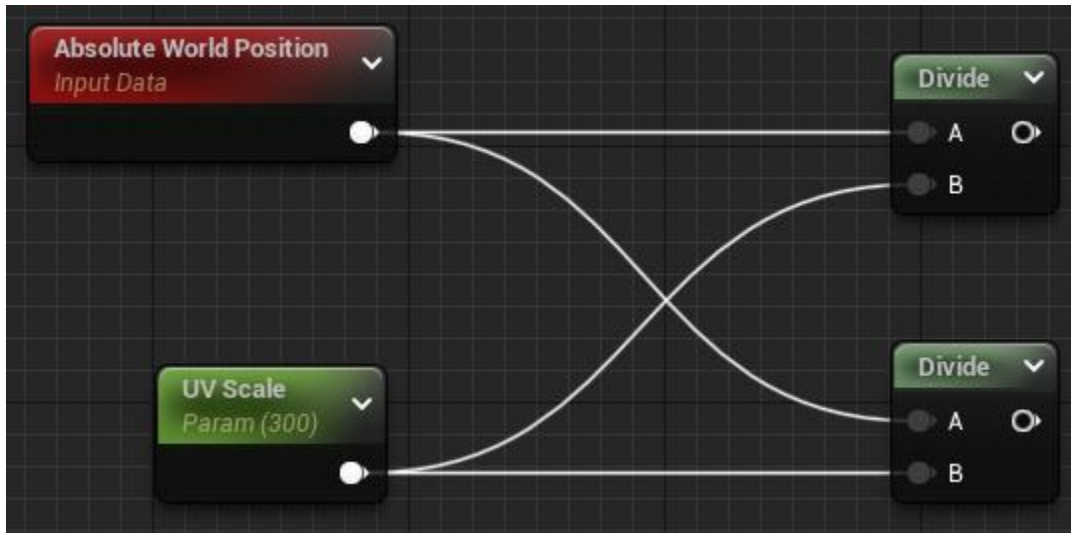 Absolute World Position
Input Data
Divide
A
B
UV Scale
Param (300)
Divide
A
B